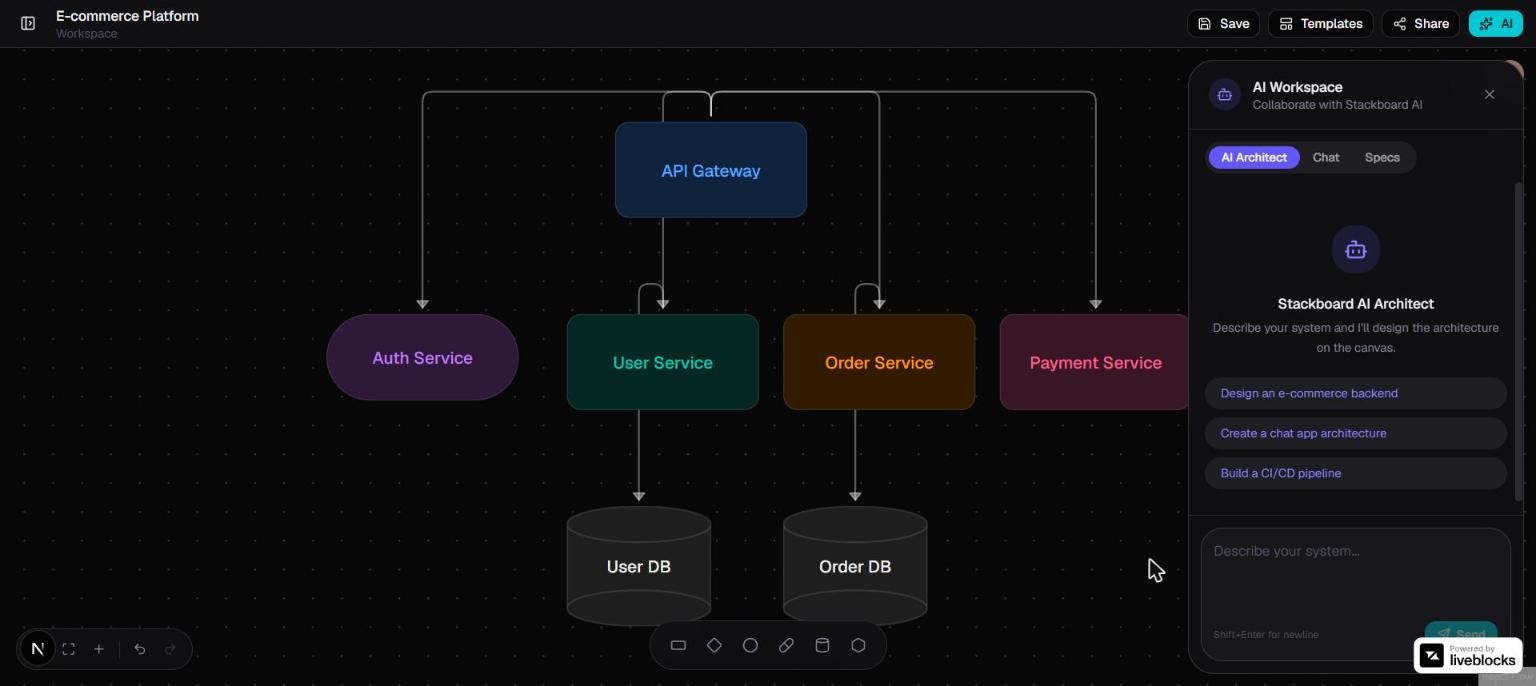 E-commerce Platform
Workspace
Save
Templates
Share
AI
AI Workspace
Collaborate with Stackboard AI
AI Architect
Chat
Specs
API Gateway
Stackboard AI Architect
Describe your system and I'll design the architecture
on the canvas.
Auth Service
User Service
Order Service
Payment Service
Design an e-commerce backend
Create a chat app architecture
Build a CI/CD pipeline
User DB
Order DB
Describe your system...
Shift+Enter for newline
Send
N
Powered by
liveblocks